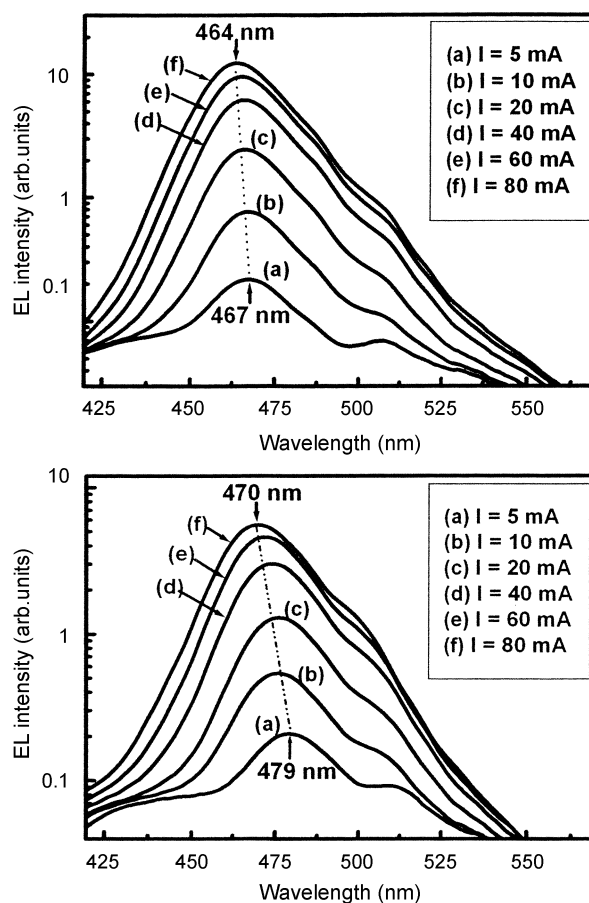 464 nm
10
1
0.1
EL intensity (arb.units)
(f)
(e)
(d)
(c)
(b)
(a)
467 nm
(a) I = 5 mA
(b) I = 10 mA
(c) I = 20 mA
(d) I = 40 mA
(e) I = 60 mA
(f) I = 80 mA
425 450 475 500 525 550
Wavelength (nm)
10
1
0.1
EL intensity (arb.units)
470 nm
(f)
(e)
(d)
(c)
(b)
(a)
479 nm
(a) I = 5 mA
(b) I = 10 mA
(c) I = 20 mA
(d) I = 40 mA
(e) I = 60 mA
(f) I = 80 mA
425 450 475 500 525 550
Wavelength (nm)